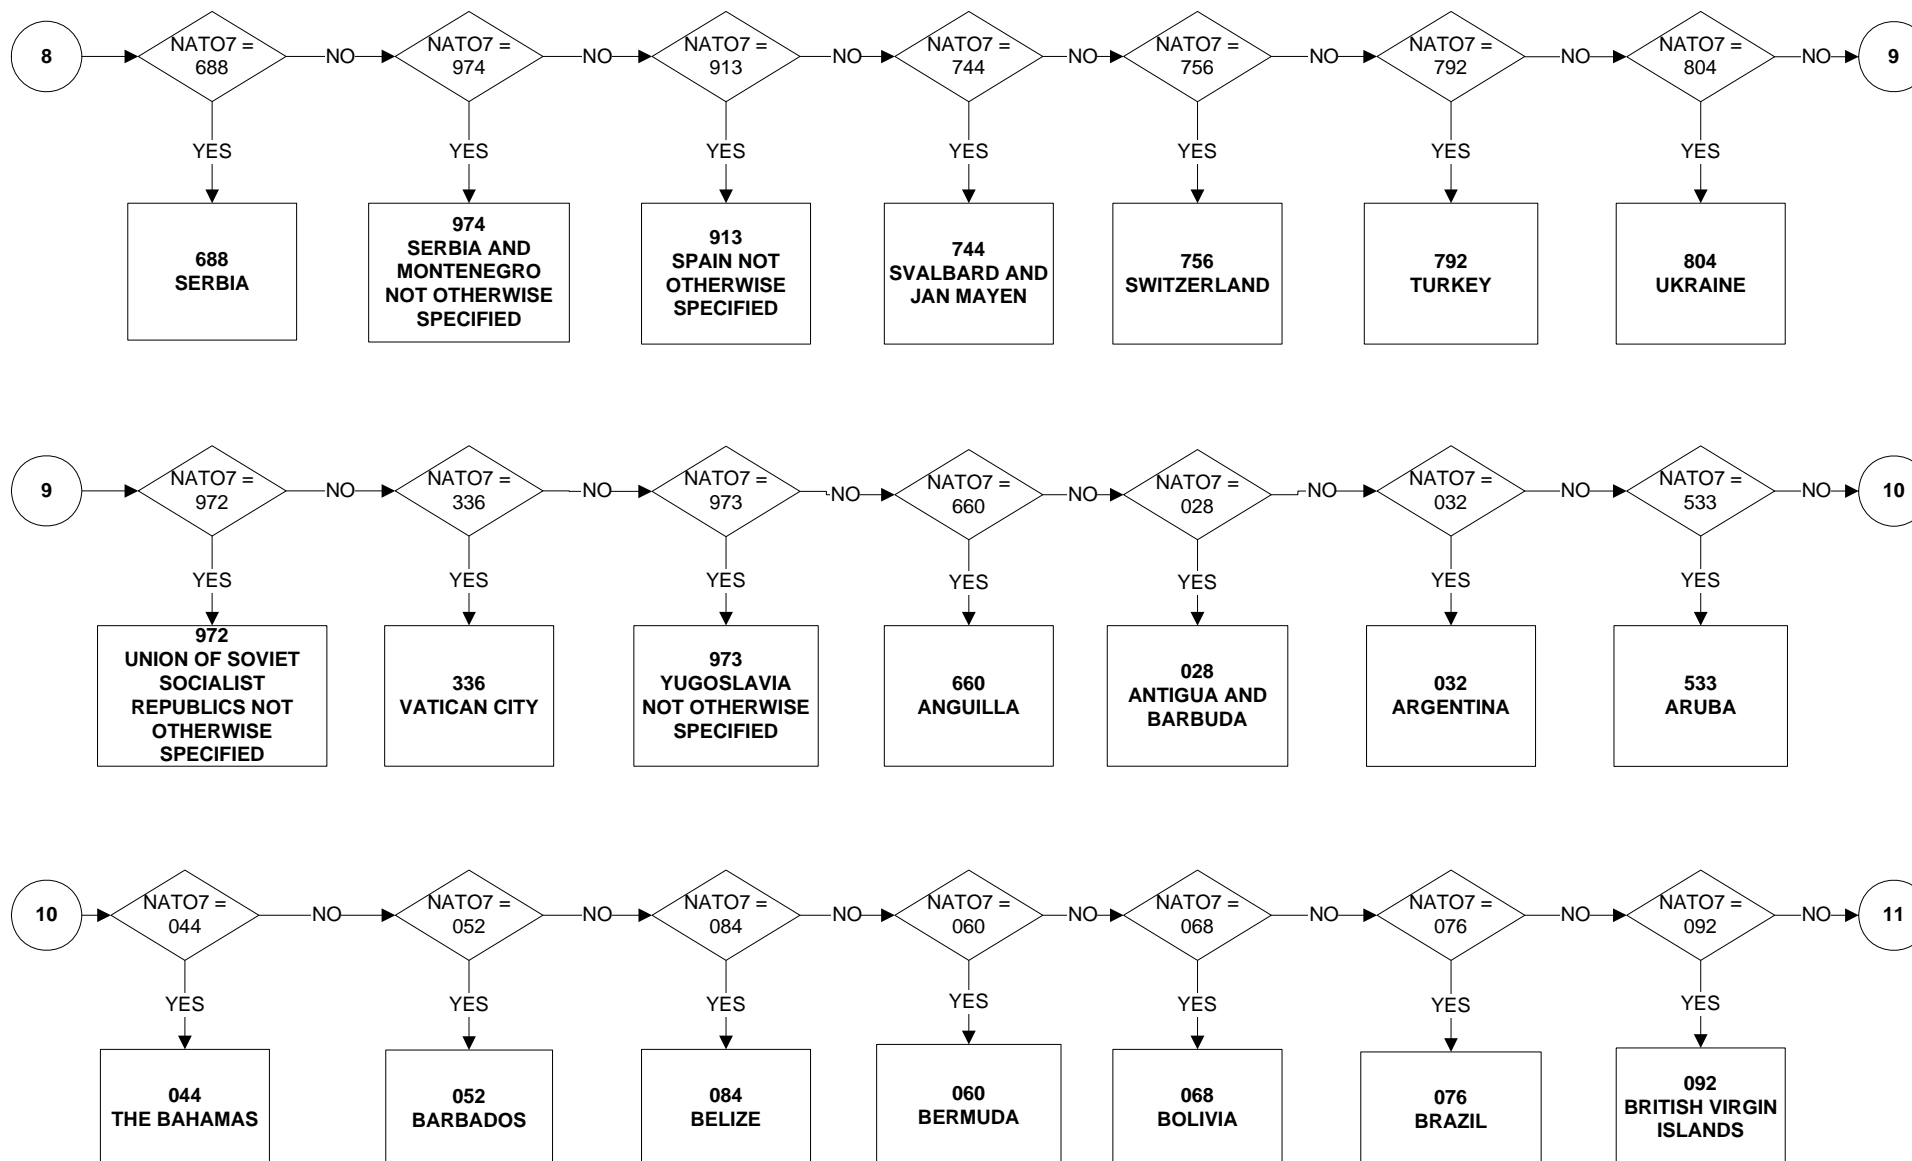 8
NATO7 =
688
NO
NATO7 =
974
NO
NATO7 =
913
NO
NATO7 =
744
NO
NATO7 =
756
NO
NATO7 =
792
NO
NATO7 =
804
NO
9
YES
YES
YES
YES
YES
YES
YES
688
SERBIA
974
SERBIA AND
MONTENEGRO
NOT OTHERWISE
SPECIFIED
913
SPAIN NOT
OTHERWISE
SPECIFIED
744
SVALBARD AND
JAN MAYEN
756
SWITZERLAND
792
TURKEY
804
UKRAINE
9
NATO7 =
972
NO
NATO7 =
336
NO
NATO7 =
973
NO
NATO7 =
660
NO
NATO7 =
028
NO
NATO7 =
032
NO
NATO7 =
533
NO
10
YES
YES
YES
YES
YES
YES
YES
972
UNION OF SOVIET
SOCIALIST
REPUBLICS NOT
OTHERWISE
SPECIFIED
336
VATICAN CITY
973
YUGOSLAVIA
NOT OTHERWISE
SPECIFIED
660
ANGUILLA
028
ANTIGUA AND
BARBUDA
032
ARGENTINA
533
ARUBA
10
NATO7 =
044
NO
NATO7 =
052
NO
NATO7 =
084
NO
NATO7 =
060
NO
NATO7 =
068
NO
NATO7 =
076
NO
NATO7 =
092
NO
11
YES
YES
YES
YES
YES
YES
YES
044
THE BAHAMAS
052
BARBADOS
084
BELIZE
060
BERMUDA
068
BOLIVIA
076
BRAZIL
092
BRITISH VIRGIN
ISLANDS